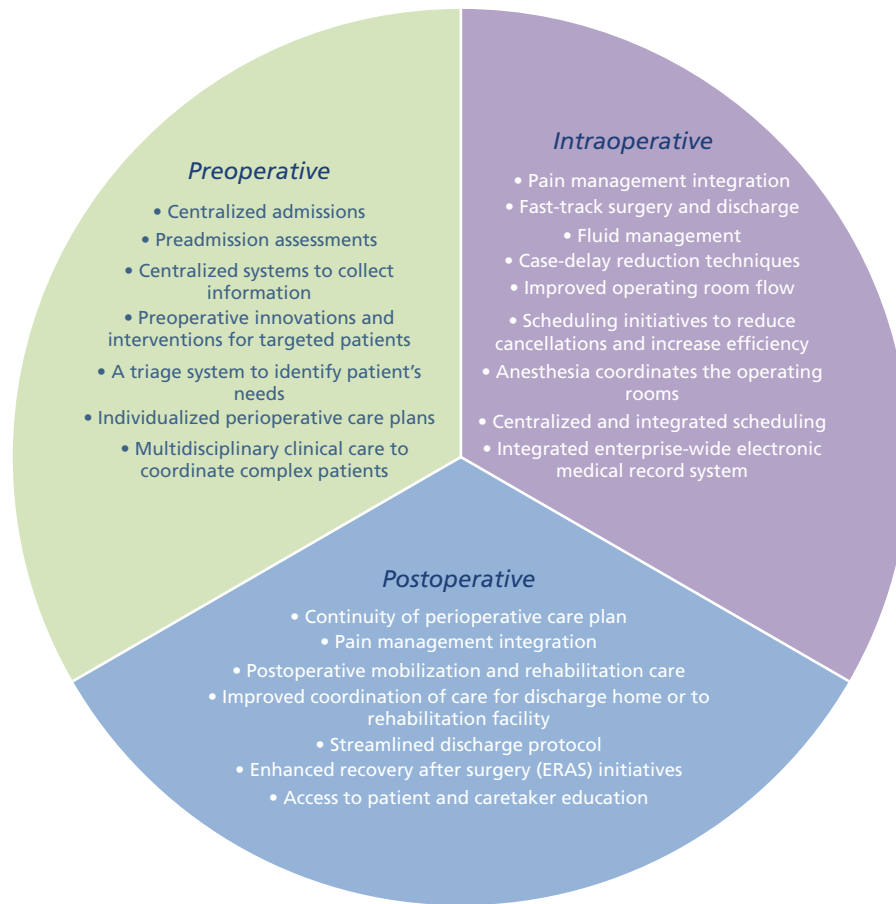 Preoperative
• Centralized admissions
• Preadmission assessments
• Centralized systems to collect
information
• Preoperative innovations and
interventions for targeted patients
• A triage system to identify patient’s
needs
• Individualized perioperative care plans
• Multidisciplinary clinical care to
coordinate complex patients
Intraoperative
• Pain management integration
• Fast-track surgery and discharge
• Fluid management
• Case-delay reduction techniques
• Improved operating room flow
• Scheduling initiatives to reduce
cancellations and increase efficiency
• Anesthesia coordinates the operating
rooms
• Centralized and integrated scheduling
• Integrated enterprise-wide electronic
medical record system
Postoperative
• Continuity of perioperative care plan
• Pain management integration
• Postoperative mobilization and rehabilitation care
• Improved coordination of care for discharge home or to
rehabilitation facility
• Streamlined discharge protocol
• Enhanced recovery after surgery (ERAS) initiatives
• Access to patient and caretaker education